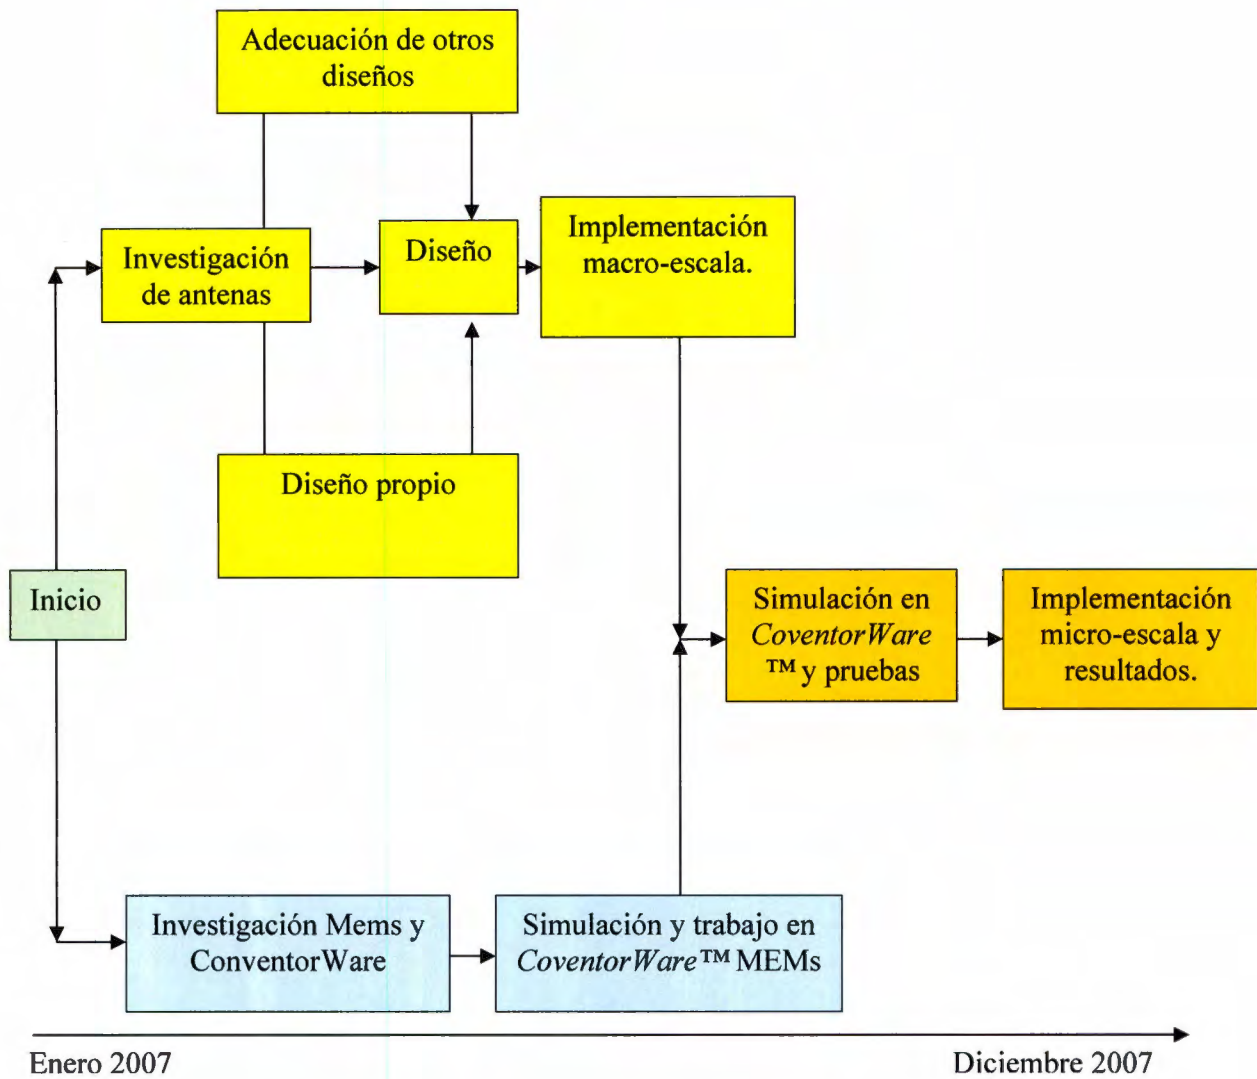 Adecuación de otros
diseños
Investigación
de antenas
Diseño
Implementación
macro-escala.
Diseño propio
Inicio
Simulación en
CoventorWare
™ y pruebas
Implementación
micro-escala y
resultados.
Investigación Mems y
ConventorWare
Simulación y trabajo en
CoventorWare™ MEMs
Enero 2007
Diciembre 2007